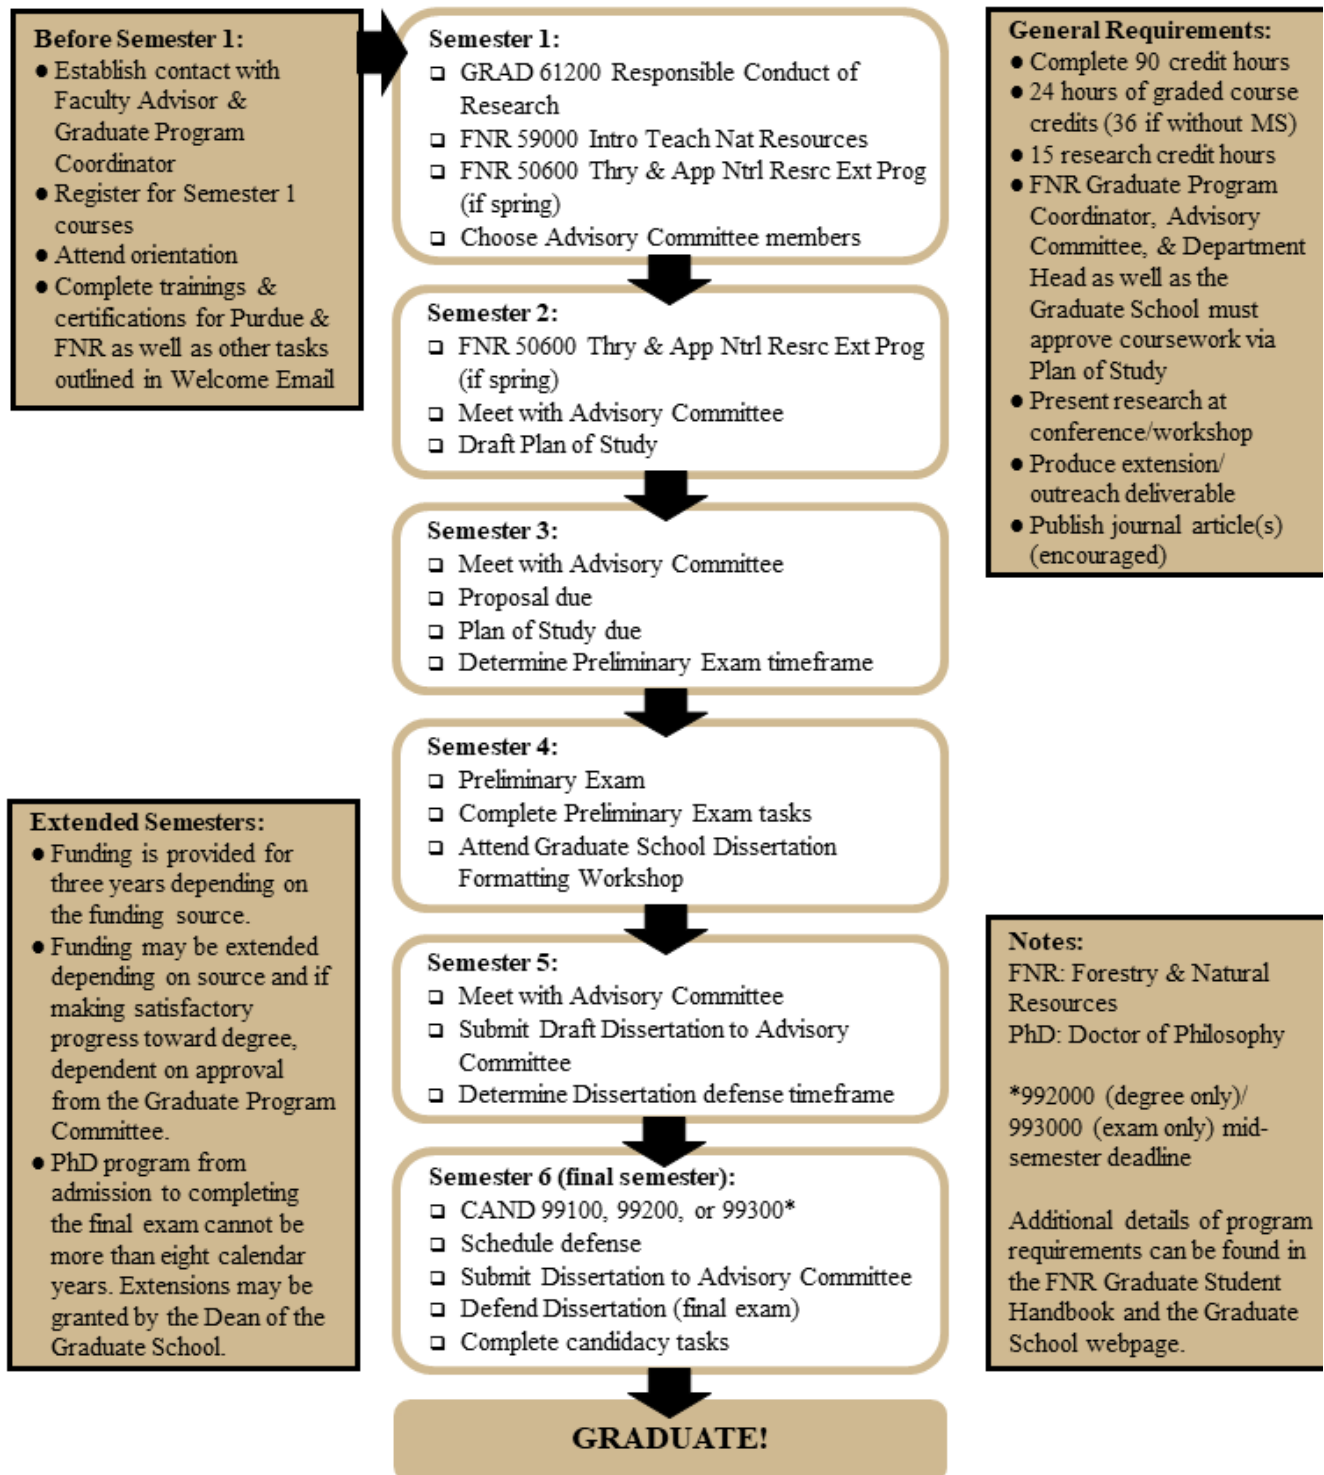 Before Semester 1:
● Establish contact with
Faculty Advisor &
Graduate Program
Coordinator
● Register for Semester 1
courses
● Attend orientation
● Complete trainings &
certifications for Purdue &
FNR as well as other tasks
outlined in Welcome Email
Semester 1:
❑ GRAD 61200 Responsible Conduct of
Research
❑ FNR 59000 Intro Teach Nat Resources
❑ FNR 50600 Thry & App Ntrl Resrc Ext Prog
(if spring)
❑ Choose Advisory Committee members
Semester 2:
❑ FNR 50600 Thry & App Ntrl Resrc Ext Prog
(if spring)
❑ Meet with Advisory Committee
❑ Draft Plan of Study
Semester 3:
❑ Meet with Advisory Committee
❑ Proposal due
❑ Plan of Study due
❑ Determine Preliminary Exam timeframe
Semester 4:
❑ Preliminary Exam
❑ Complete Preliminary Exam tasks
❑ Attend Graduate School Dissertation
Formatting Workshop
Semester 5:
❑ Meet with Advisory Committee
❑ Submit Draft Dissertation to Advisory
Committee
❑ Determine Dissertation defense timeframe
Semester 6 (final semester):
❑ CAND 99100, 99200, or 99300*
❑ Schedule defense
❑ Submit Dissertation to Advisory Committee
❑ Defend Dissertation (final exam)
❑ Complete candidacy tasks
GRADUATE!
General Requirements:
● Complete 90 credit hours
● 24 hours of graded course
credits (36 if without MS)
● 15 research credit hours
● FNR Graduate Program
Coordinator, Advisory
Committee, & Department
Head as well as the
Graduate School must
approve coursework via
Plan of Study
● Present research at
conference/workshop
● Produce extension/
outreach deliverable
● Publish journal article(s)
(encouraged)
Extended Semesters:
● Funding is provided for
three years depending on
the funding source.
● Funding may be extended
depending on source and if
making satisfactory
progress toward degree,
dependent on approval
from the Graduate Program
Committee.
● PhD program from
admission to completing
the final exam cannot be
more than eight calendar
years. Extensions may be
granted by the Dean of the
Graduate School.
Notes:
FNR: Forestry & Natural
Resources
PhD: Doctor of Philosophy
*992000 (degree only)/
993000 (exam only) mid-
semester deadline
Additional details of program
requirements can be found in
the FNR Graduate Student
Handbook and the Graduate
School webpage.